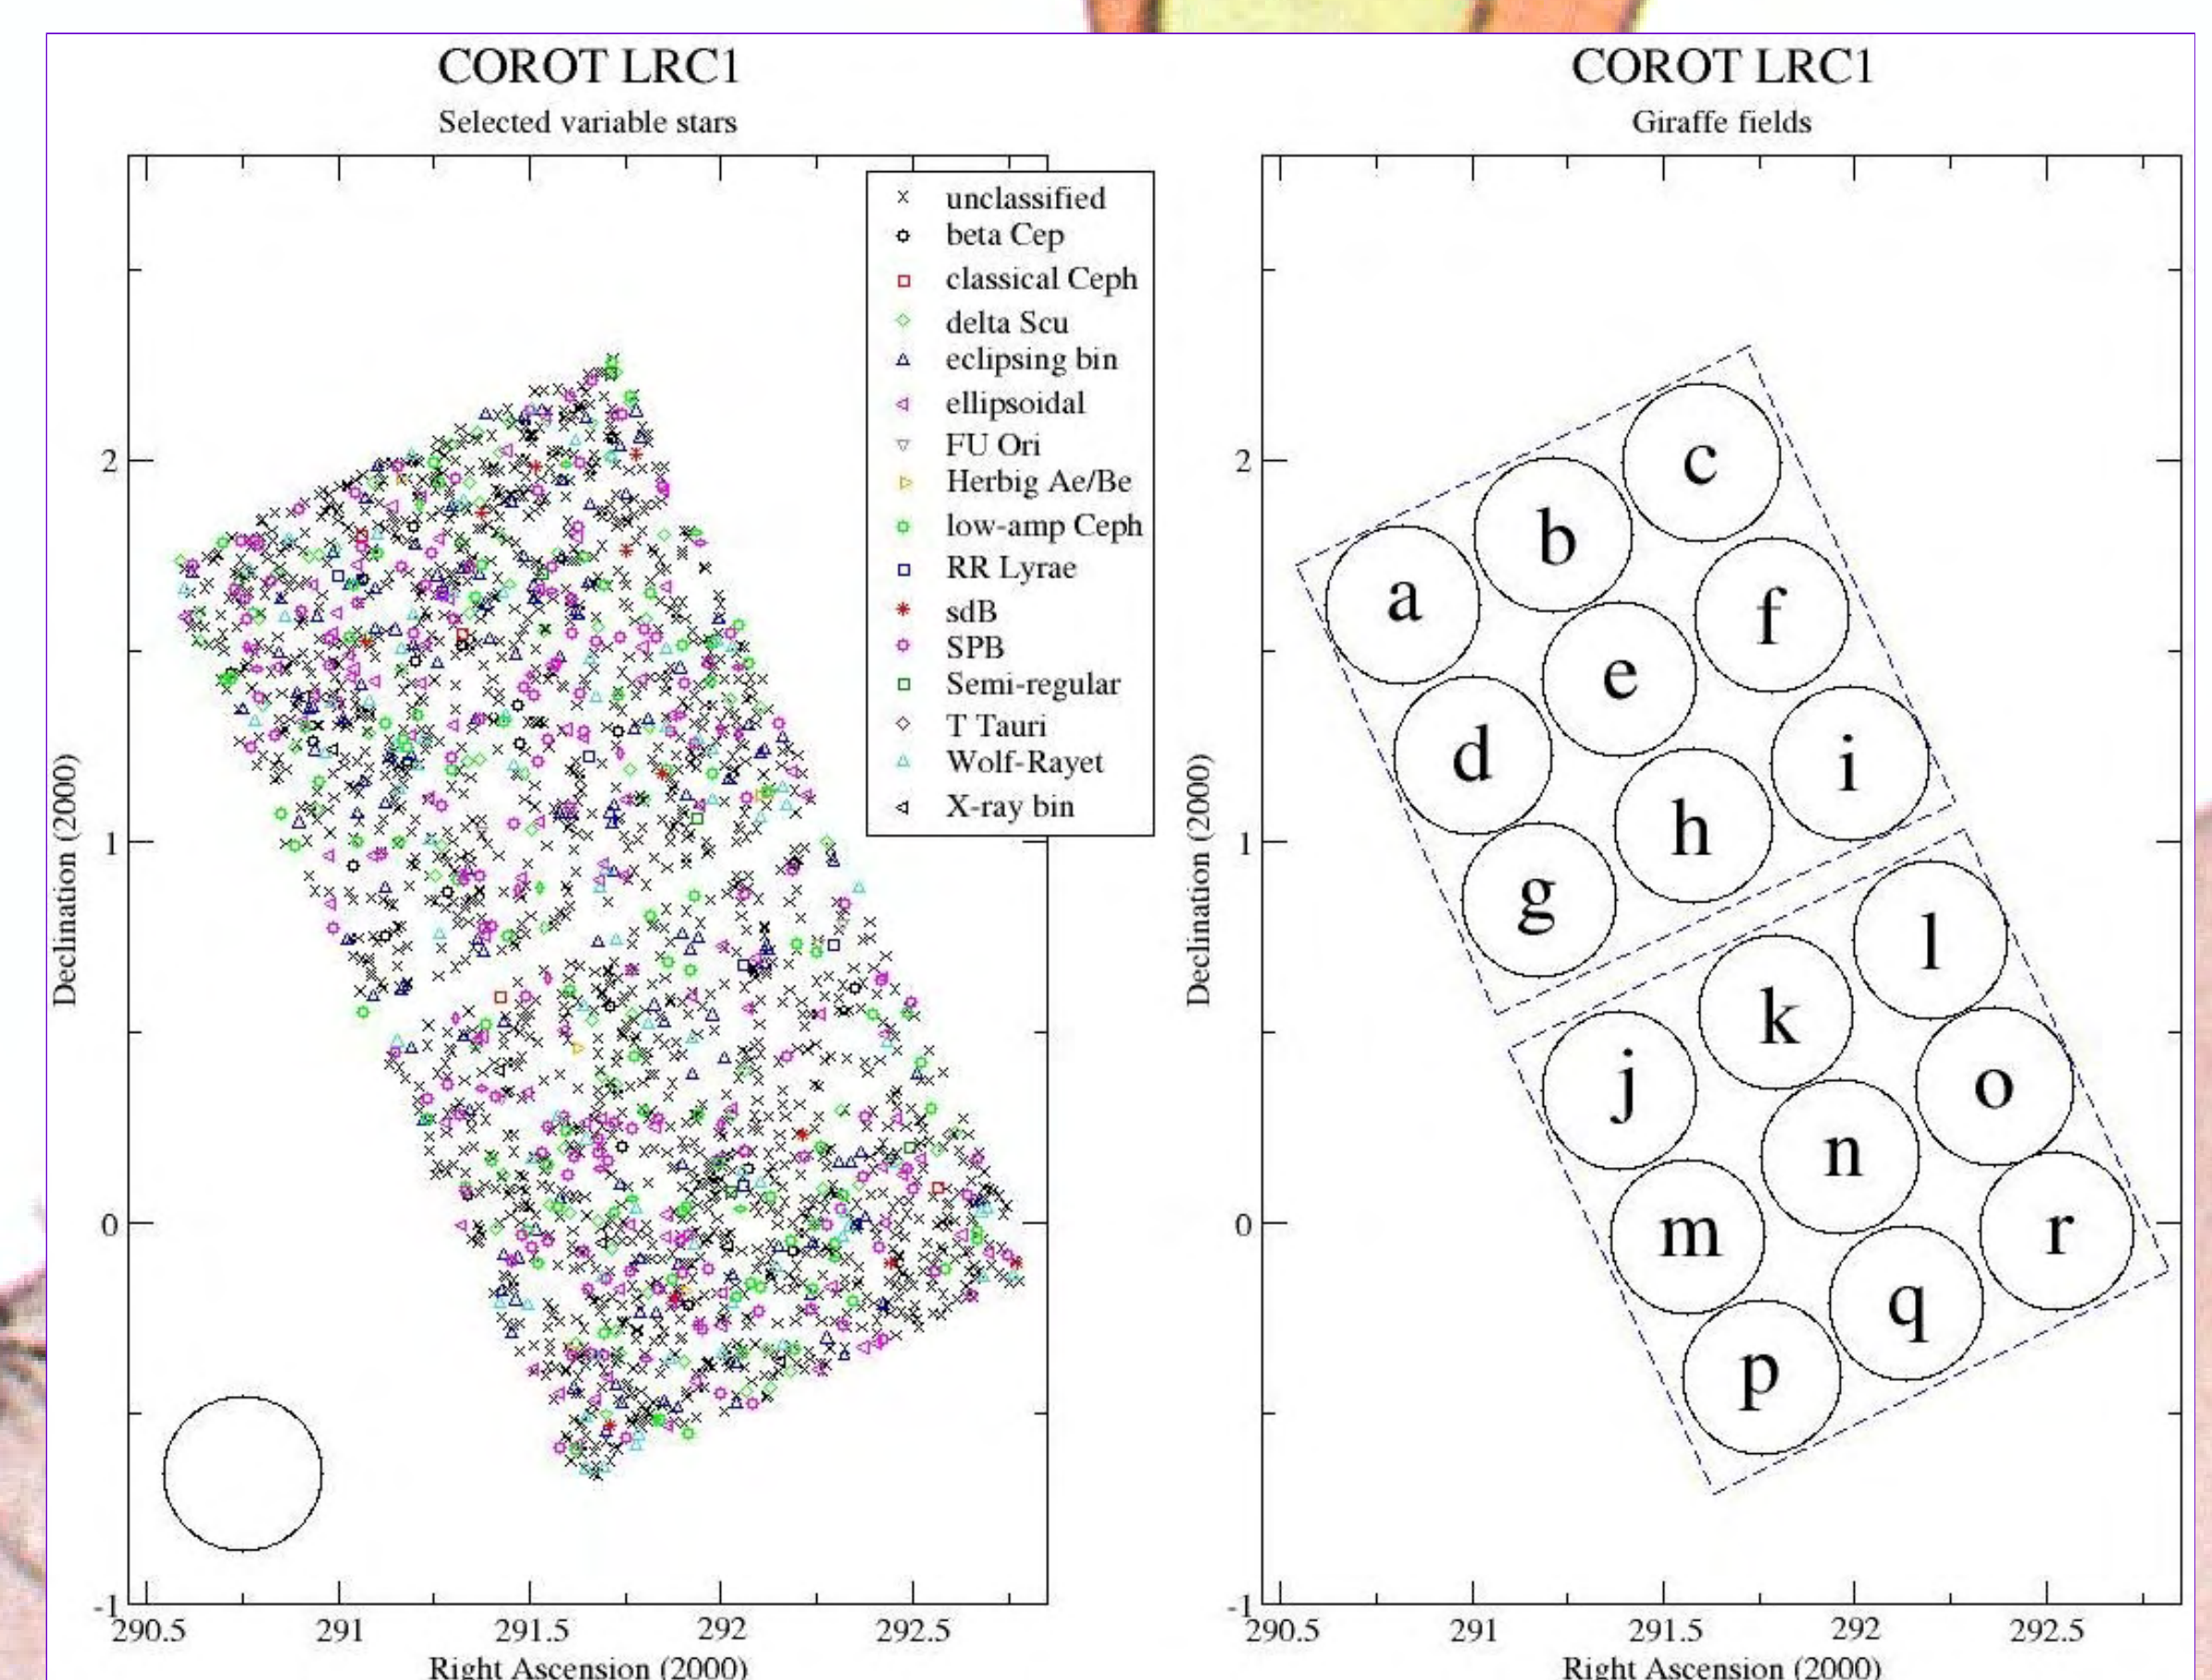 COROT LRC1
Selected variable stars
unclassified
beta Cep
classical Ceph
delta Scu
eclipsing bin
ellipsoidal
FU Ori
Herbig Ae/Be
low-amp Ceph
RR Lyrae
sdB
SPB
Semi-regular
T Tauri
Wolf-Rayet
X-ray bin
2
1
0
-1
Declination (2000)
290.5 291 291.5 292 292.5
Right Ascension (2000)
COROT LRC1
Giraffe fields
c
b
a
f
e
d
i
h
g
l
k
j
o
n
m
r
q
p
2
1
0
-1
Declination (2000)
290.5 291 291.5 292 292.5
Right Ascension (2000)